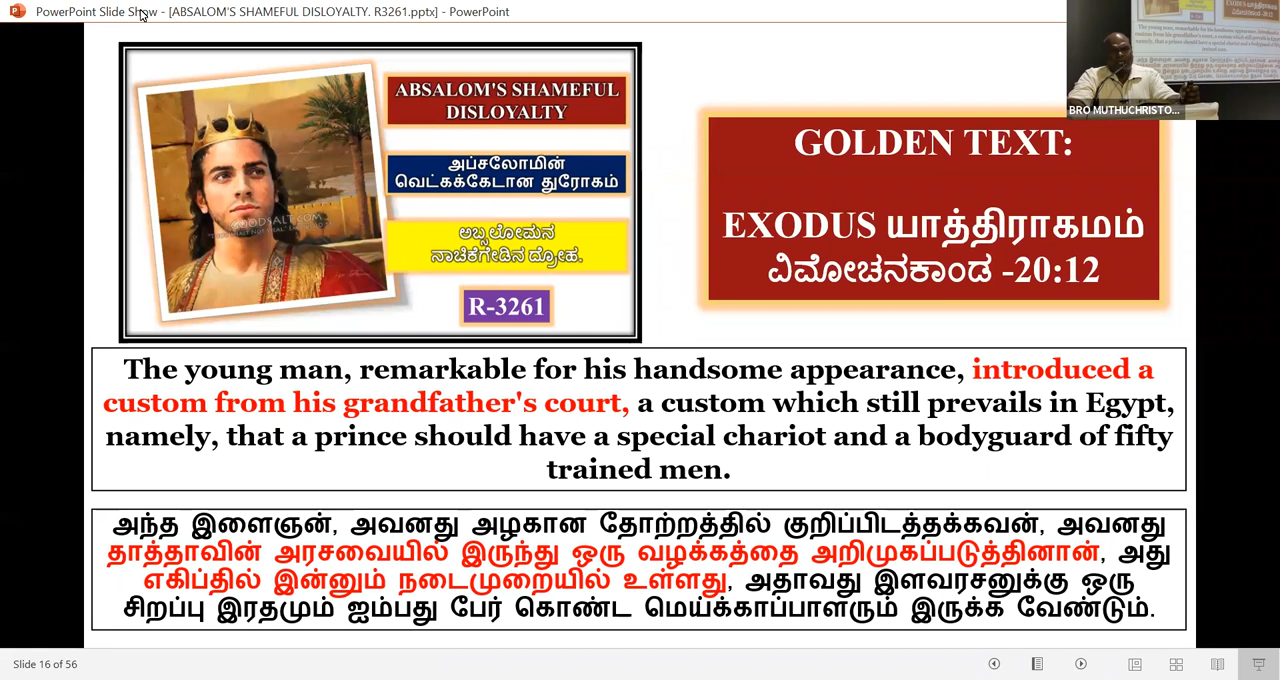 PowerPoint Slide Show - [ABSALOM'S SHAMEFUL DISLOYALTY. R3261.pptx] - PowerPoint
ABSALOM'S SHAMEFUL
DISLOYALTY
அப்சலோமின்
வெட்கக்கேடான துரோகம்
ಅಬ್ಸಲೋಮನ
ನಾಚಿಕೆಗೇಡಿನ ದ್ರೋಹ.
R-3261
GOODSALT.COM
GOLDEN TEXT:
EXODUS யாத்திராகமம்
ವಿಮೋಚನಕಾಂಡ -20:12
BRO MUTHUCHRISTO...
The young man, remarkable for his handsome appearance, introduced a
custom from his grandfather's court, a custom which still prevails in Egypt,
namely, that a prince should have a special chariot and a bodyguard of fifty
trained men.
அந்த இளைஞன், அவனது அழகான தோற்றத்தில் குறிப்பிடத்தக்கவன், அவனது
தாத்தாவின் அரசவையில் இருந்து ஒரு வழக்கத்தை அறிமுகப்படுத்தினான், அது
எகிப்தில் இன்னும் நடைமுறையில் உள்ளது, அதாவது இளவரசனுக்கு ஒரு
சிறப்பு இரதமும் ஐம்பது பேர் கொண்ட மெய்க்காப்பாளரும் இருக்க வேண்டும்.
Slide 16 of 56